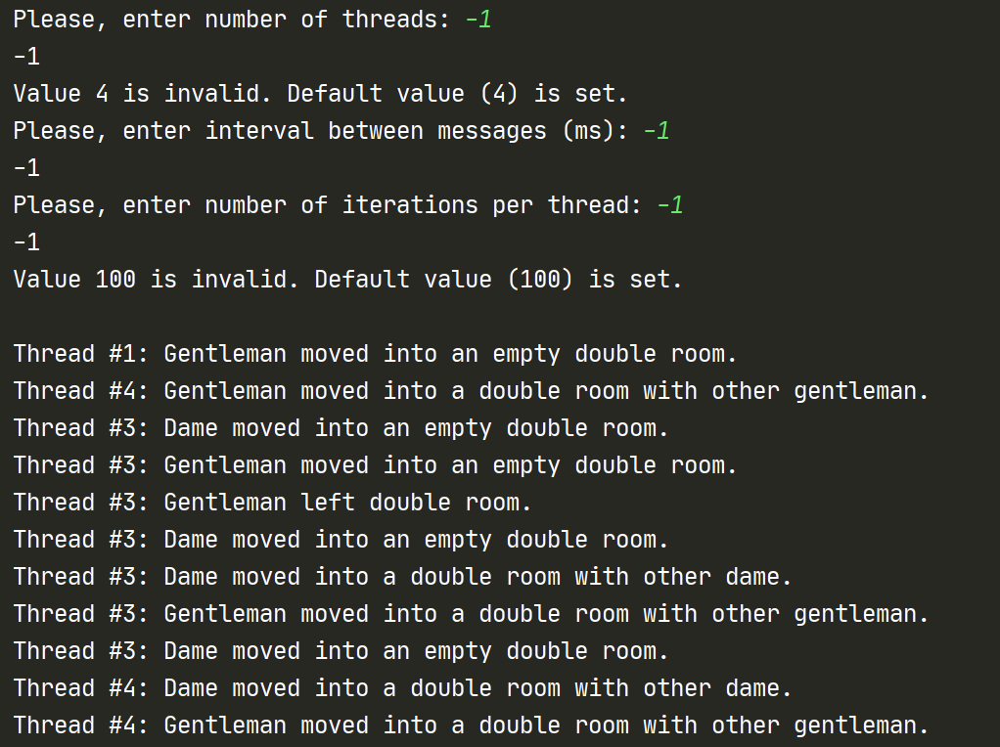 Please, enter number of threads: -1
-1
Value 4 is invalid. Default value (4) is set.
Please, enter interval between messages (ms): -1
-1
Please, enter number of iterations per thread: -1
-1
Value 100 is invalid. Default value (100) is set.
Thread #1: Gentleman moved into an empty double room.
Thread #4: Gentleman moved into a double room with other gentleman.
Thread #3: Dame moved into an empty double room.
Thread #3: Gentleman moved into an empty double room.
Thread #3: Gentleman left double room.
Thread #3: Dame moved into an empty double room.
Thread #3: Dame moved into a double room with other dame.
Thread #3: Gentleman moved into a double room with other gentleman.
Thread #3: Dame moved into an empty double room.
Thread #4: Dame moved into a double room with other dame.
Thread #4: Gentleman moved into a double room with other gentleman.